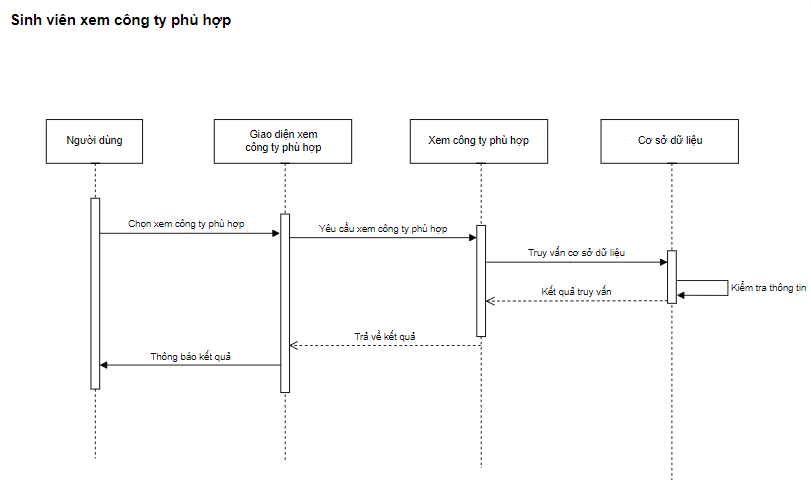 Sinh viên xem công ty phù hợp
Người dùng
Giao diện xem
công ty phù hợp
Xem công ty phù hợp
Cơ sở dữ liệu
Chọn xem công ty phù hợp
Yêu cầu xem công ty phù hợp
Truy vấn cơ sở dữ liệu
Kiểm tra thông tin
Kết quả truy vấn
Trả về kết quả
Thông báo kết quả